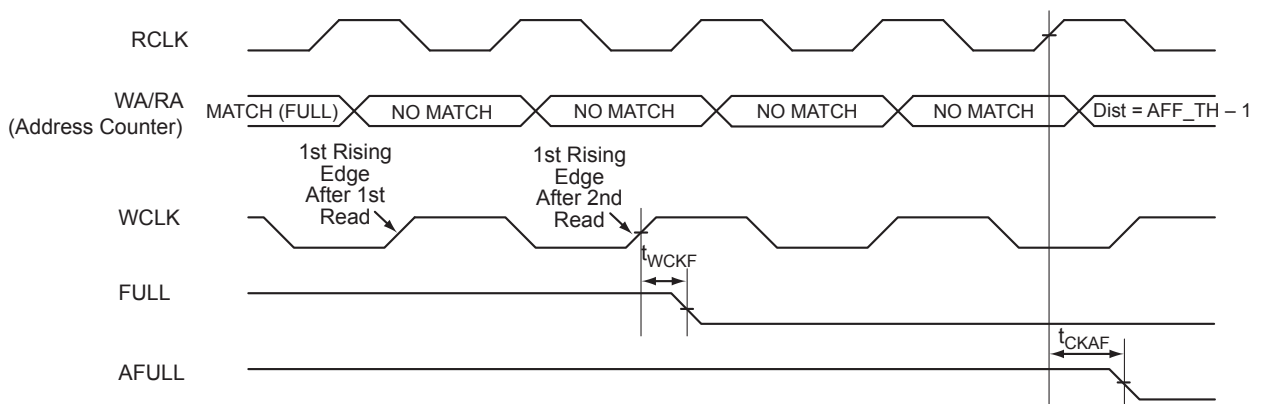 RCLK
WA/RA
(Address Counter)
MATCH (FULL)
NO MATCH
NO MATCH
NO MATCH
NO MATCH
Dist = AFF_TH – 1
1st Rising
Edge
After 1st
Read
1st Rising
Edge
After 2nd
Read
WCLK
tWCKF
FULL
tCKAF
AFULL